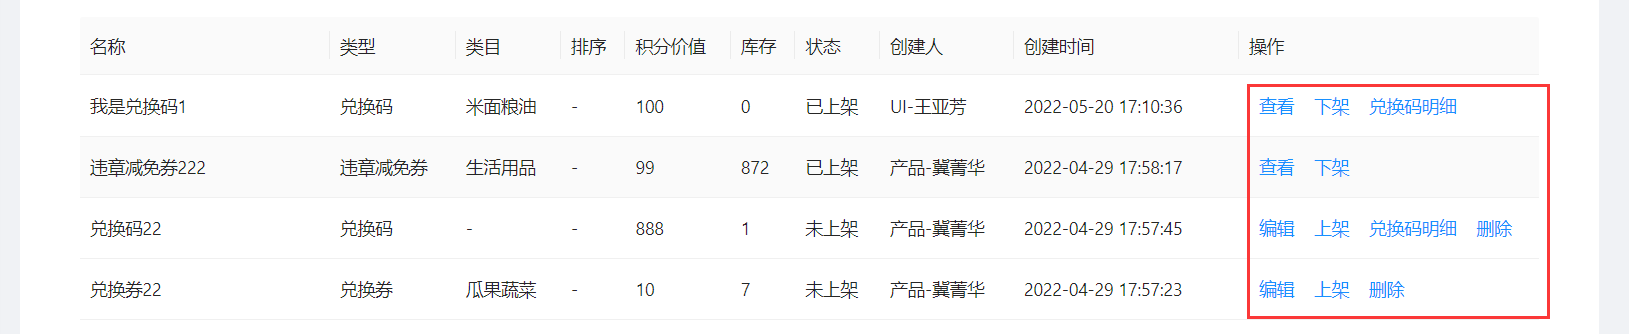 名称 类型 类目 排序 积分价值 库存 状态 创建人 创建时间 操作
我是兑换码1 兑换码 米面粮油 - 100 0 已上架 UI-王亚芳 2022-05-20 17:10:36 查看 下架 兑换码明细
违章减免券222 违章减免券 生活用品 - 99 872 已上架 产品-冀菁华 2022-04-29 17:58:17 查看 下架
兑换码22 兑换码 - - 888 1 未上架 产品-冀菁华 2022-04-29 17:57:45 编辑 上架 兑换码明细 删除
兑换券22 兑换券 瓜果蔬菜 - 10 7 未上架 产品-冀菁华 2022-04-29 17:57:23 编辑 上架 删除